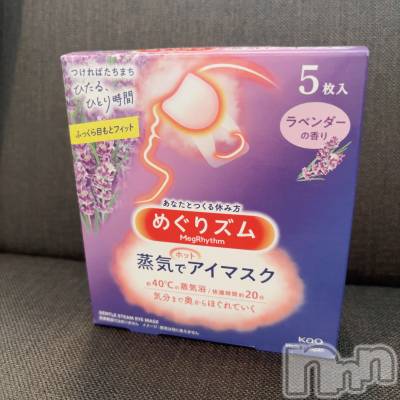 つければたちまち
ひたる、
ひとり時間
ふっくら目もとフィット
5枚入
ラベンダー
の香り
あなたとつくる休み方
めぐりズム
MegRhythm
ホット
蒸気でアイマスク
約40℃の蒸気浴/快適時間約20分
気分まで奥からほぐれていく
GENTLE STEAM EYE MASK
Kao
nnn